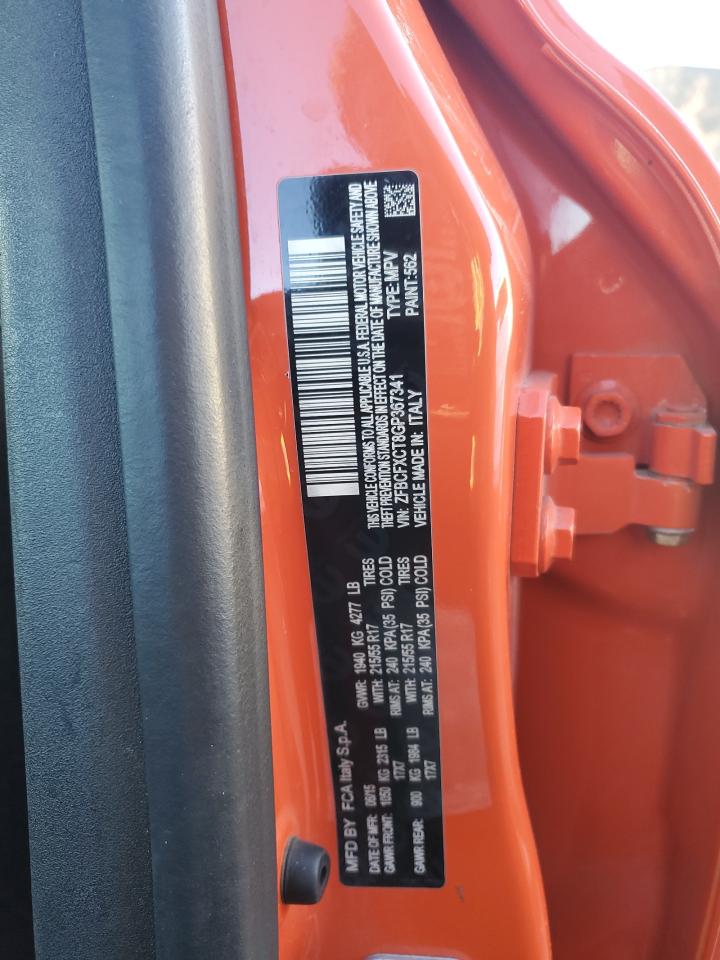 MFD BY FCA Italy S.p.A.
DATE OF MFR: 06/15 GVWR: 1940 KG 4277 LB
GAWR FRONT: 1050 KG 2315 LB WITH: 215/55 R17 TIRES
17X7 RIMS AT: 240 KPA(35 PSI) COLD
GAWR REAR: 900 KG 1984 LB WITH: 215/55 R17 TIRES
17X7 RIMS AT: 240 KPA(35 PSI) COLD
THIS VEHICLE CONFORMS TO ALL APPLICABLE U.S.A. FEDERAL MOTOR VEHICLE SAFETY AND
THEFT PREVENTION STANDARDS IN EFFECT ON THE DATE OF MANUFACTURE SHOWN ABOVE
VIN: ZFBCFXCT8GP367341 TYPE:MPV
VEHICLE MADE IN: ITALY PAINT:562